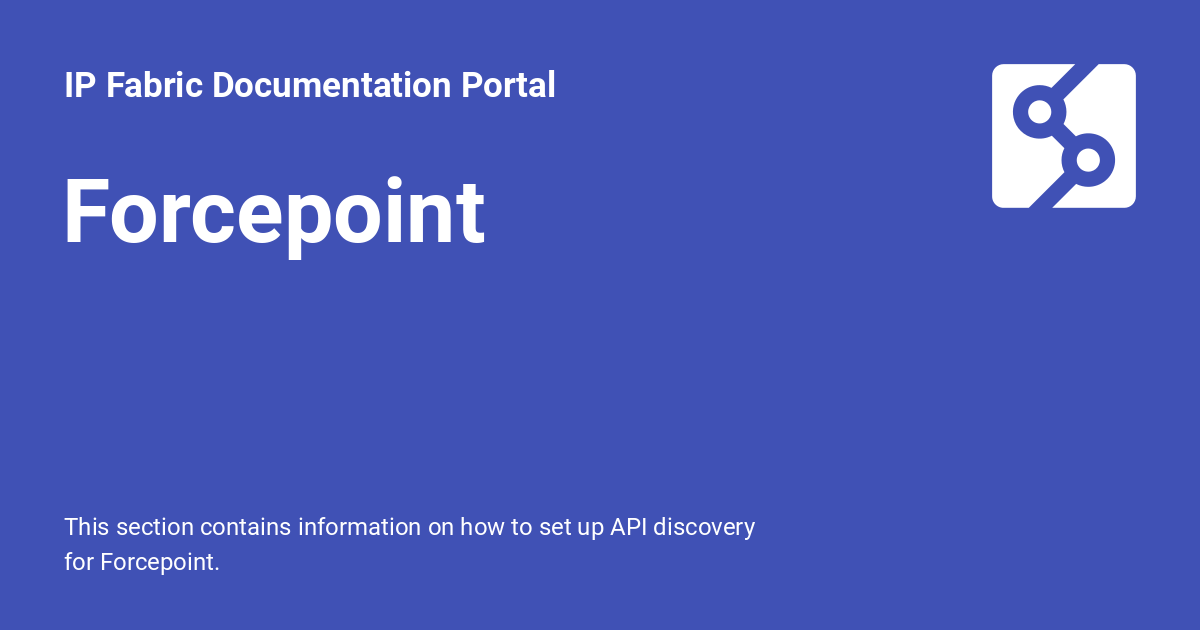 IP Fabric Documentation Portal
Forcepoint
This section contains information on how to set up API discovery
for Forcepoint.